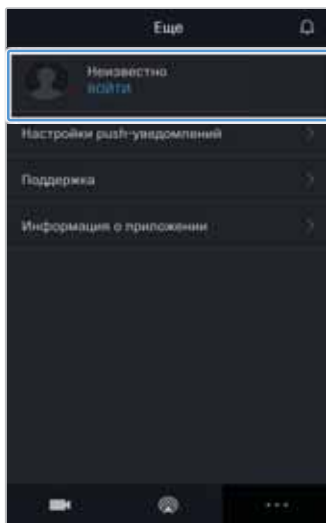 Еще
Неизвестно
ВОЙТИ
Настройки push-уведомлений
Поддержка
Информация о приложении